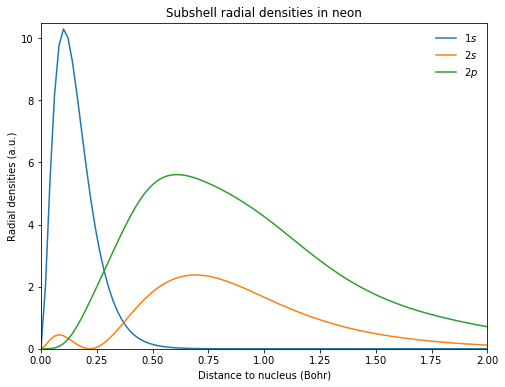 Subshell radial densities in neon
Radial densities (a.u.)
10
8
6
4
2
0
1s
2s
2p
0.00 0.25 0.50 0.75 1.00 1.25 1.50 1.75 2.00
Distance to nucleus (Bohr)